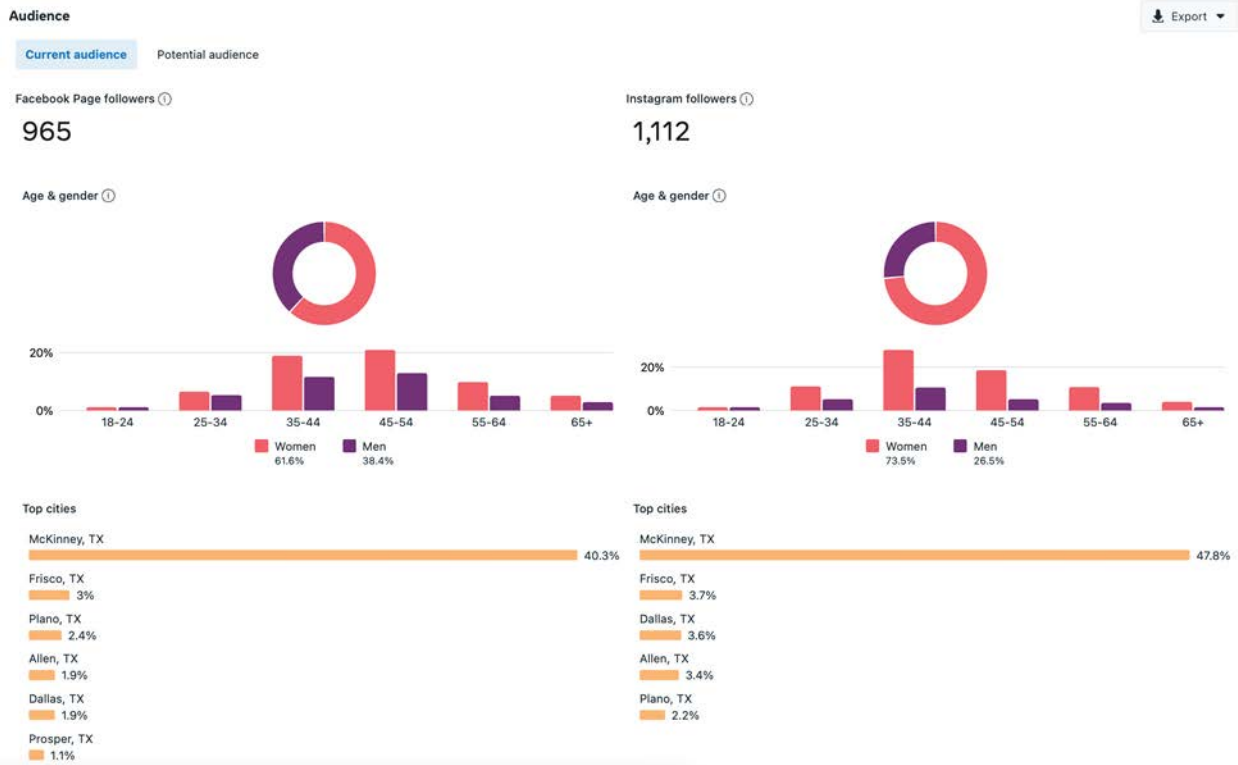 Audience
Export
Current audience
Potential audience
Facebook Page followers
965
Age & gender
20%
0%
18-24
25-34
35-44
45-54
55-64
65+
Women
61.6%
Men
38.4%
Top cities
McKinney, TX
40.3%
Frisco, TX
3%
Plano, TX
2.4%
Allen, TX
1.9%
Dallas, TX
1.9%
Prosper, TX
1.1%
Instagram followers
1,112
Age & gender
20%
0%
18-24
25-34
35-44
45-54
55-64
65+
Women
73.5%
Men
26.5%
Top cities
McKinney, TX
47.8%
Frisco, TX
3.7%
Dallas, TX
3.6%
Allen, TX
3.4%
Plano, TX
2.2%